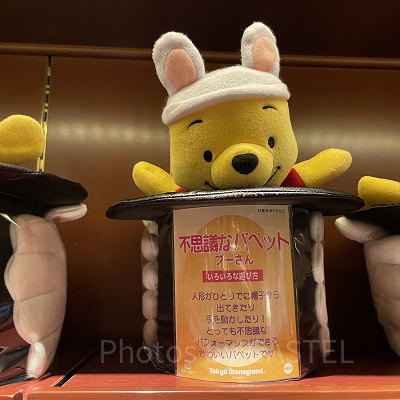 不思議なパペット
プーさん
いろいろな遊び方
人形がひとりでに帽子から
出てきたり
手を動かしたり!
とっても不思議な
パフォーマンスができる
かわいいパペットです。
Tokyo Disneyland
Photos
ASTEL